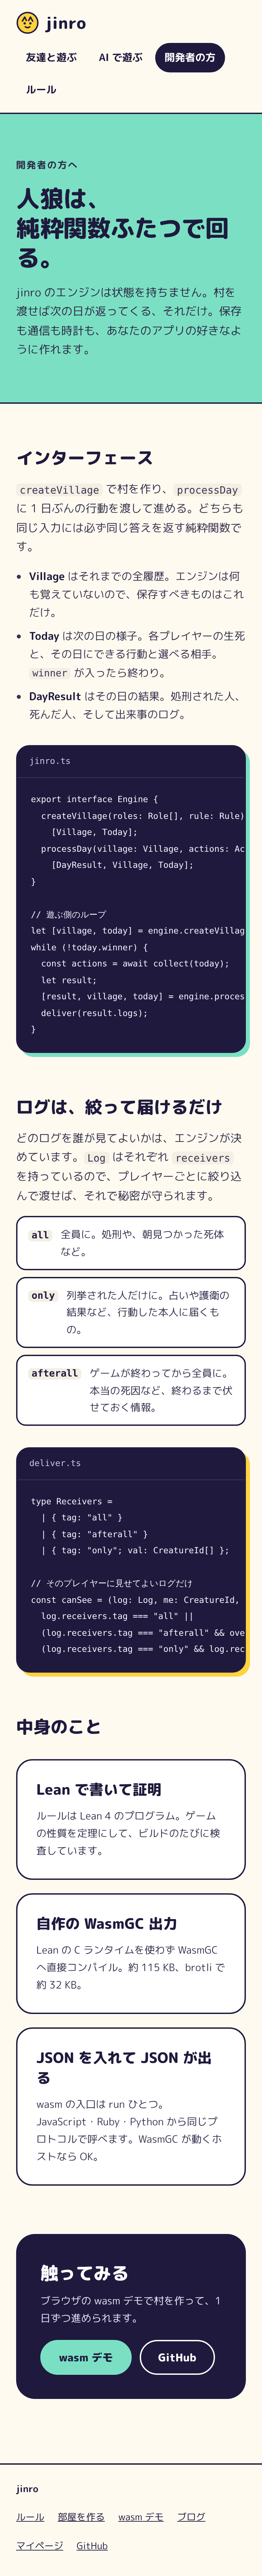 jinro
友達と遊ぶ AI で遊ぶ 開発者の方
ルール
開発者の方へ
人狼は、
純粋関数ふたつで回
る。
jinro のエンジンは状態を持ちません。村を
渡せば次の日が返ってくる、それだけ。保存
も通信も時計も、あなたのアプリの好きなよ
うに作れます。
インターフェース
createVillage で村を作り、 processDay
に 1 日ぶんの行動を渡して進める。どちらも
同じ入力には必ず同じ答えを返す純粋関数で
す。
• Village はそれまでの全履歴。エンジンは何
も覚えていないので、保存すべきものはこれ
だけ。
• Today は次の日の様子。各プレイヤーの生死
と、その日にできる行動と選べる相手。
winner が入ったら終わり。
• DayResult はその日の結果。処刑された人、
死んだ人、そして出来事のログ。
jinro.ts
export interface Engine {
createVillage(roles: Role[], rule: Rule)
[Village, Today];
processDay(village: Village, actions: Ac
[DayResult, Village, Today];
}
// 遊ぶ側のループ
let [village, today] = engine.createVillag
while (!today.winner) {
const actions = await collect(today);
let result;
[result, village, today] = engine.proces
deliver(result.logs);
}
ログは、絞って届けるだけ
どのログを誰が見てよいかは、エンジンが決
めています。 Log はそれぞれ receivers
を持っているので、プレイヤーごとに絞り込
んで渡せば、それで秘密が守られます。
all 全員に。処刑や、朝見つかった死体
など。
only 列挙された人だけに。占いや護衛の
結果など、行動した本人に届くも
の。
afterall ゲームが終わってから全員に。
本当の死因など、終わるまで伏
せておく情報。
deliver.ts
type Receivers =
| { tag: "all" }
| { tag: "afterall" }
| { tag: "only"; val: CreatureId[] };
// そのプレイヤーに見せてよいログだけ
const canSee = (log: Log, me: CreatureId,
log.receivers.tag === "all" ||
(log.receivers.tag === "afterall" && ove
(log.receivers.tag === "only" && log.rec
中身のこと
Lean で書いて証明
ルールは Lean 4 のプログラム。ゲーム
の性質を定理にして、ビルドのたびに検
査しています。
自作の WasmGC 出力
Lean の C ランタイムを使わず WasmGC
へ直接コンパイル。約 115 KB、brotli で
約 32 KB。
JSON を入れて JSON が出
る
wasm の入口は run ひとつ。
JavaScript・Ruby・Python から同じプ
ロトコルで呼べます。WasmGC が動くホ
ストなら OK。
触ってみる
ブラウザの wasm デモで村を作って、1
日ずつ進められます。
wasm デモ GitHub
jinro
ルール 部屋を作る wasm デモ ブログ
マイページ GitHub